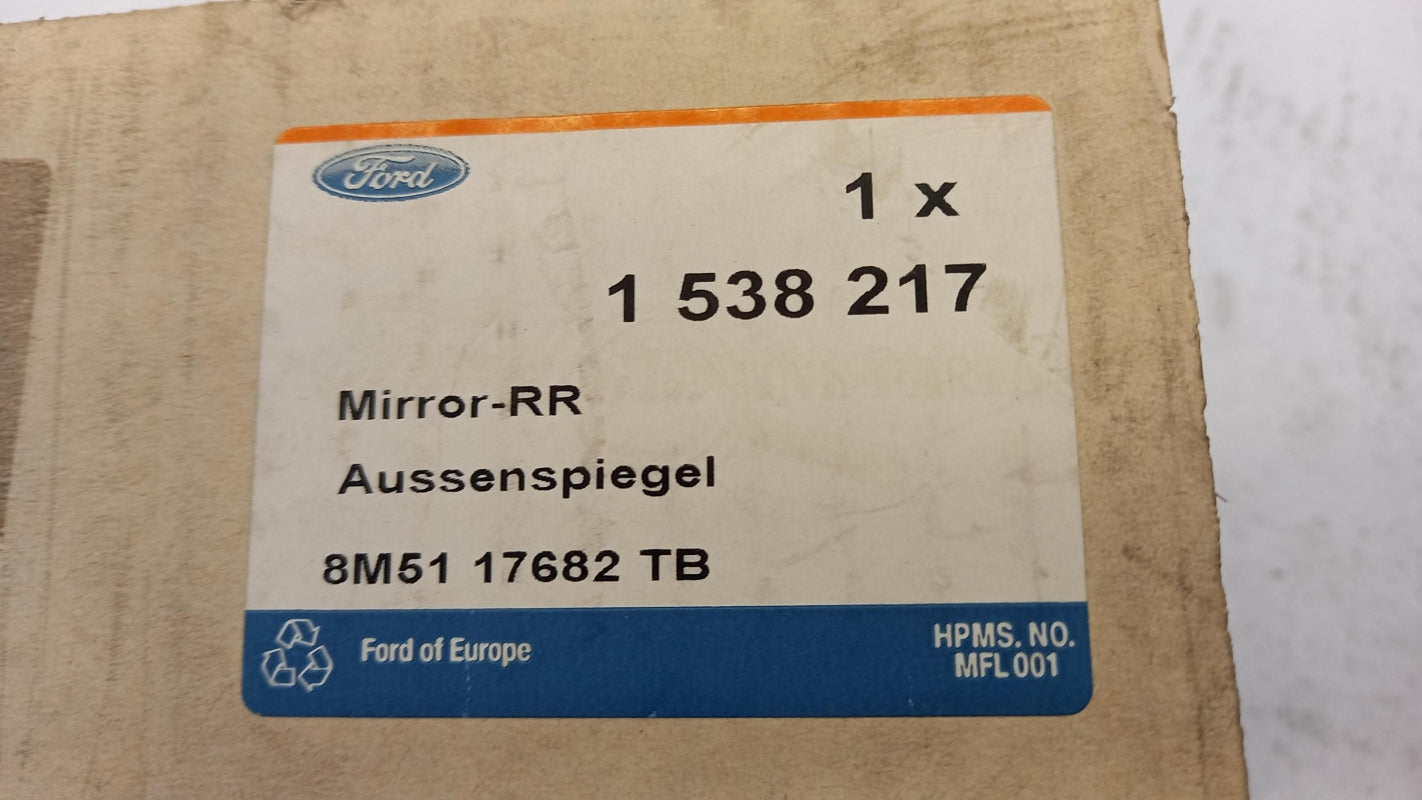 Ford
1 x
1 538 217
Mirror-RR
Aussenspiegel
8M51 17682 TB
Ford of Europe
HPMS. NO.
MFL 001